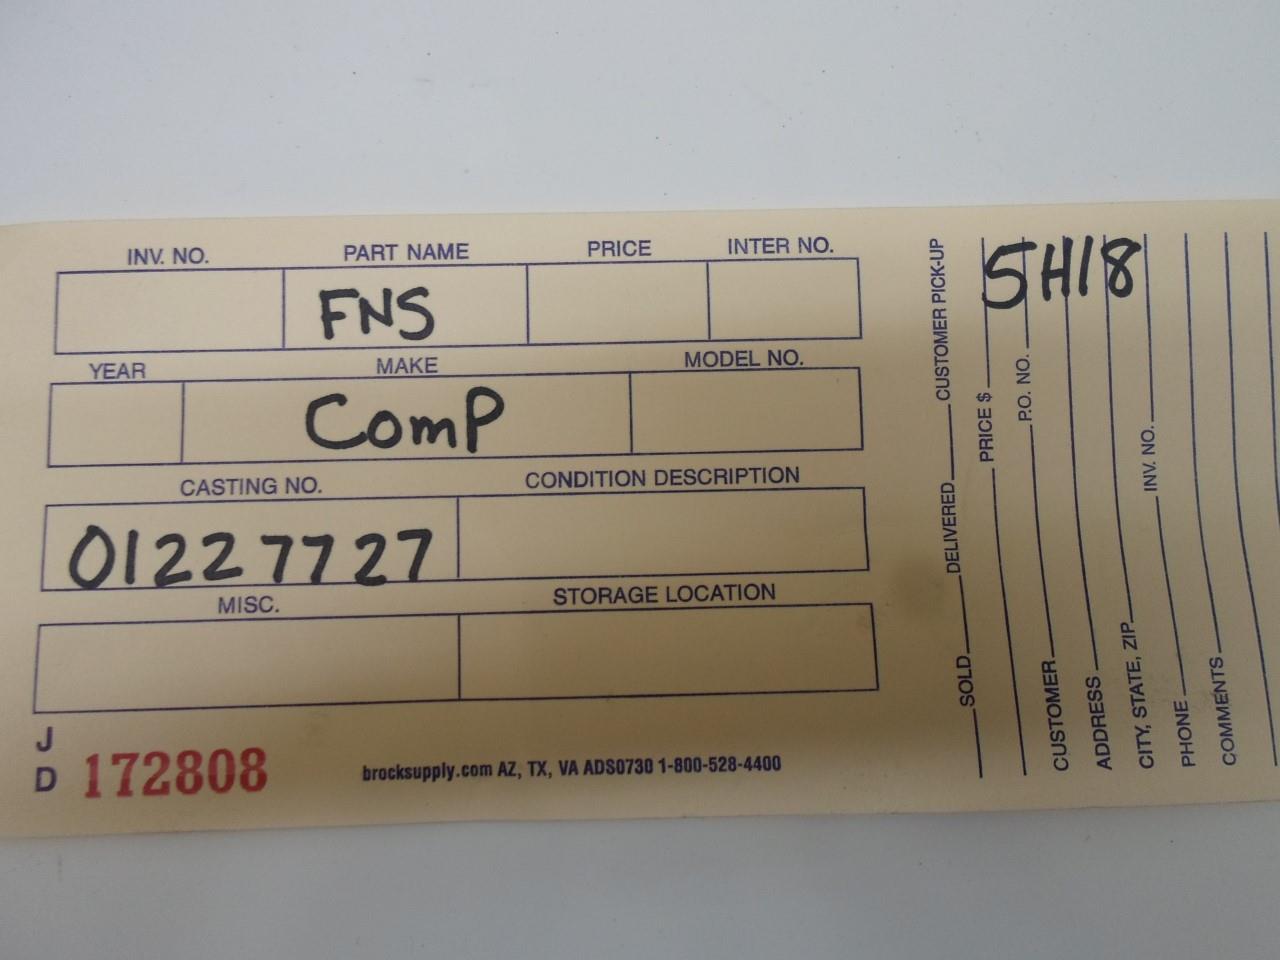 INV. NO. PART NAME PRICE INTER NO.
FNS
YEAR MAKE MODEL NO.
ComP
CASTING NO. CONDITION DESCRIPTION
01227727
MISC. STORAGE LOCATION
J
D 172808
brocksupply.com AZ, TX, VA ADS0730 1-800-528-4400
5H18
SOLD DELIVERED CUSTOMER PICK-UP
PRICE $
P.O. NO.
CUSTOMER
ADDRESS
CITY, STATE, ZIP INV. NO.
PHONE
COMMENTS